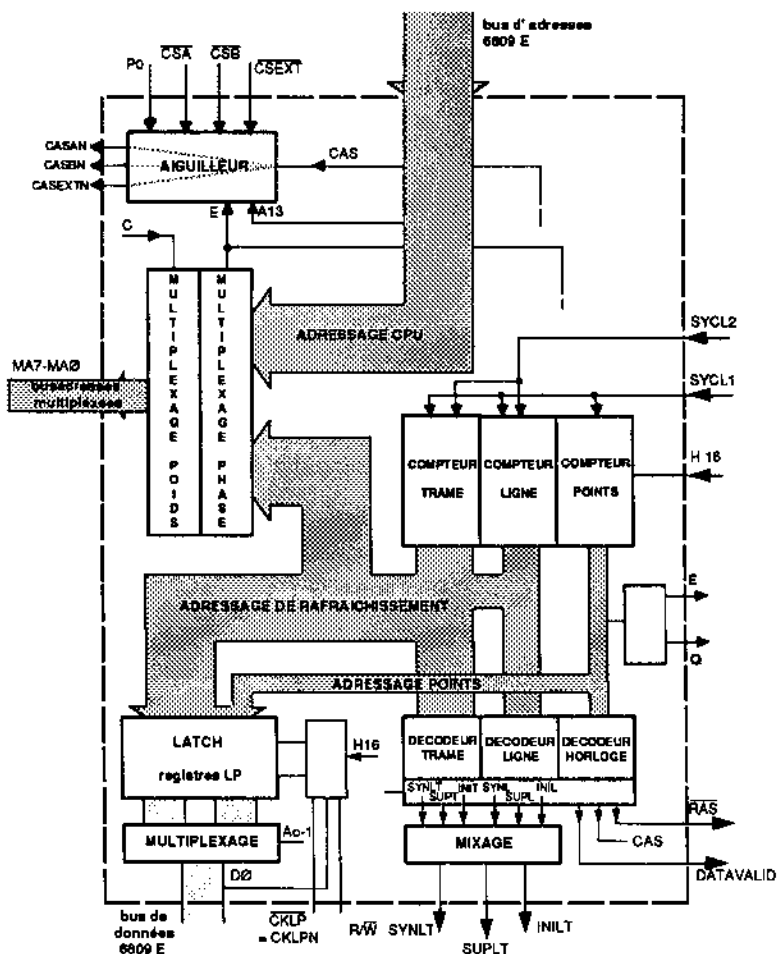 bus d'adresses
6809 E
P0
CSA
CSB
CSEXT
CASAN
CASBN
CASEXTN
AIGUILLEUR
CAS
E
A13
C
MULTIPLEXAGE POIDS
MULTIPLEXAGE PHASE
ADRESSAGE CPU
SYCL2
MA7-MAØ
bus adresses
multiplexées
SYCL1
COMPTEUR
TRAME
COMPTEUR
LIGNE
COMPTEUR
POINTS
H 16
ADRESSAGE DE RAFRAICHISSEMENT
E
Q
ADRESSAGE POINTS
LATCH
registres LP
H16
DECODEUR
TRAME
DECODEUR
LIGNE
DECODEUR
HORLOGE
SYNLT
SUPT
INIT
SYNL
SUPL
INIL
RAS
MULTIPLEXAGE
Ao-1
MIXAGE
CAS
DATAVALID
DØ
bus de
données
6809 E
CKLP
= CKLPN
R/W
SYNLT
SUPLT
INILT